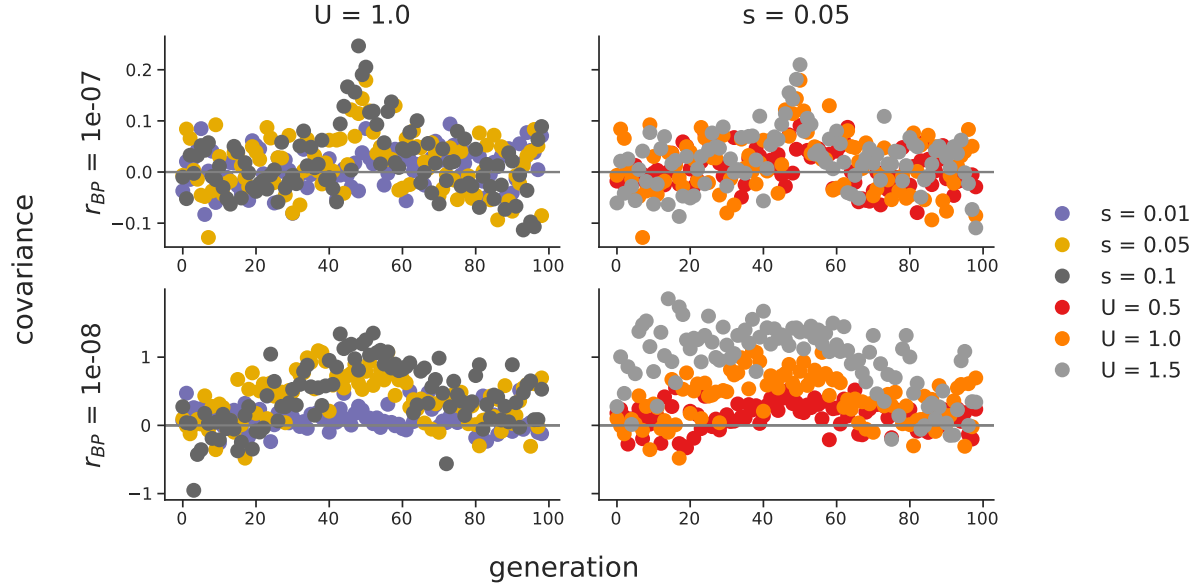 U = 1.0
s = 0.05
covariance
r_BP = 1e-07
0.2
0.1
0.0
−0.1
0 20 40 60 80 100
0 20 40 60 80 100
r_BP = 1e-08
1
0
−1
0 20 40 60 80 100
0 20 40 60 80 100
generation
s = 0.01
s = 0.05
s = 0.1
U = 0.5
U = 1.0
U = 1.5